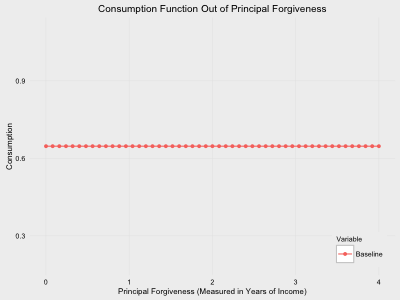 Consumption Function Out of Principal Forgiveness
Consumption
0.9
0.6
0.3
Variable
Baseline
0 1 2 3 4
Principal Forgiveness (Measured in Years of Income)